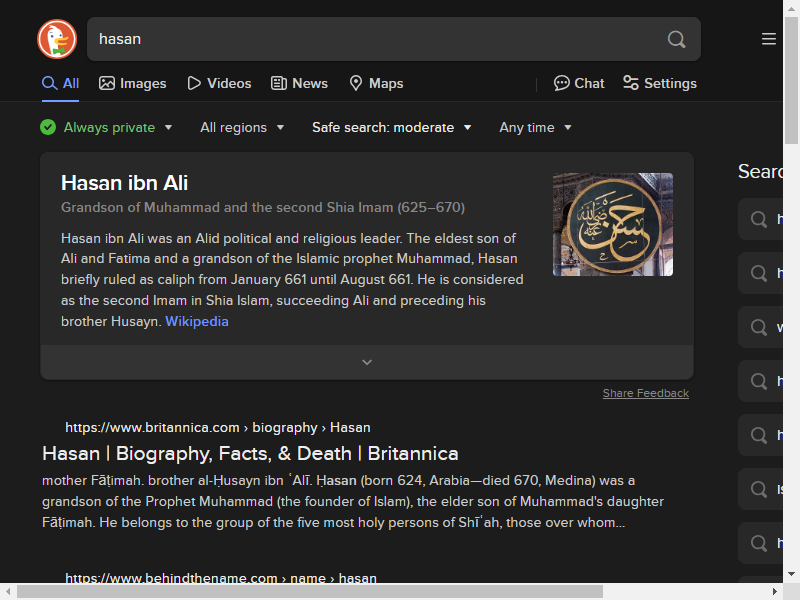 hasan
All Images Videos News Maps Chat Settings
Always private All regions Safe search: moderate Any time
Hasan ibn Ali
Grandson of Muhammad and the second Shia Imam (625–670)
Hasan ibn Ali was an Alid political and religious leader. The eldest son of
Ali and Fatima and a grandson of the Islamic prophet Muhammad, Hasan
briefly ruled as caliph from January 661 until August 661. He is considered
as the second Imam in Shia Islam, succeeding Ali and preceding his
brother Husayn. Wikipedia
حسن
رضي الله عنه
Share Feedback
https://www.britannica.com › biography › Hasan
Hasan | Biography, Facts, & Death | Britannica
mother Fāṭimah. brother al-Ḥusayn ibn ʿAlī. Ḥasan (born 624, Arabia—died 670, Medina) was a
grandson of the Prophet Muhammad (the founder of Islam), the elder son of Muhammad's daughter
Fāṭimah. He belongs to the group of the five most holy persons of Shīʿah, those over whom...
https://www.behindthename.com › name › hasan
Searc
h
h
w
h
h
Is
h